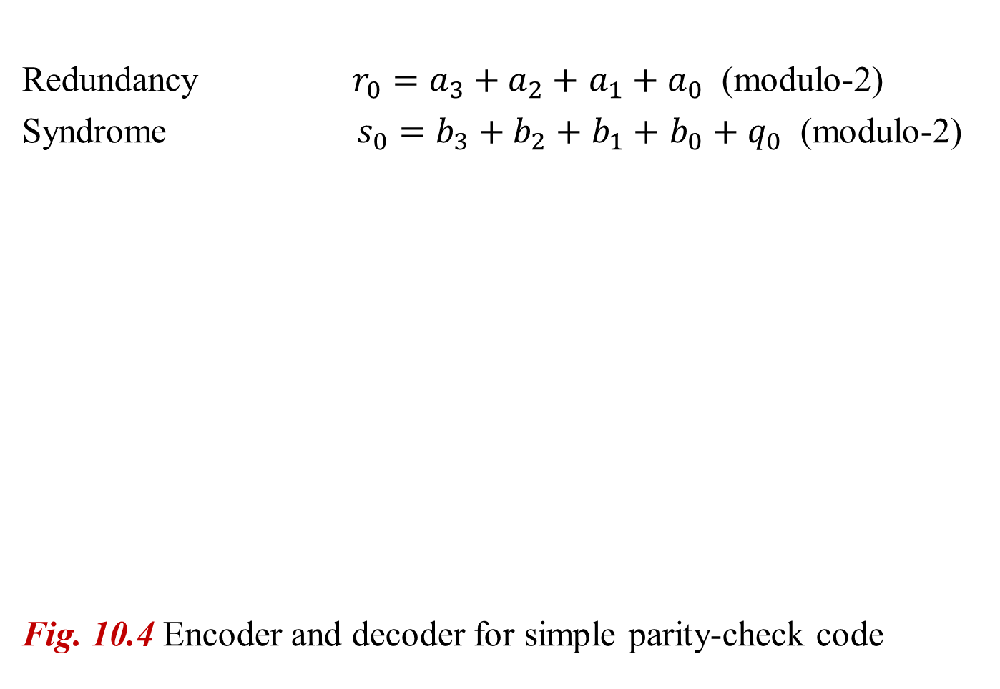 Redundancy r₀ = a₃ + a₂ + a₁ + a₀ (modulo-2)
Syndrome s₀ = b₃ + b₂ + b₁ + b₀ + q₀ (modulo-2)
Fig. 10.4 Encoder and decoder for simple parity-check code